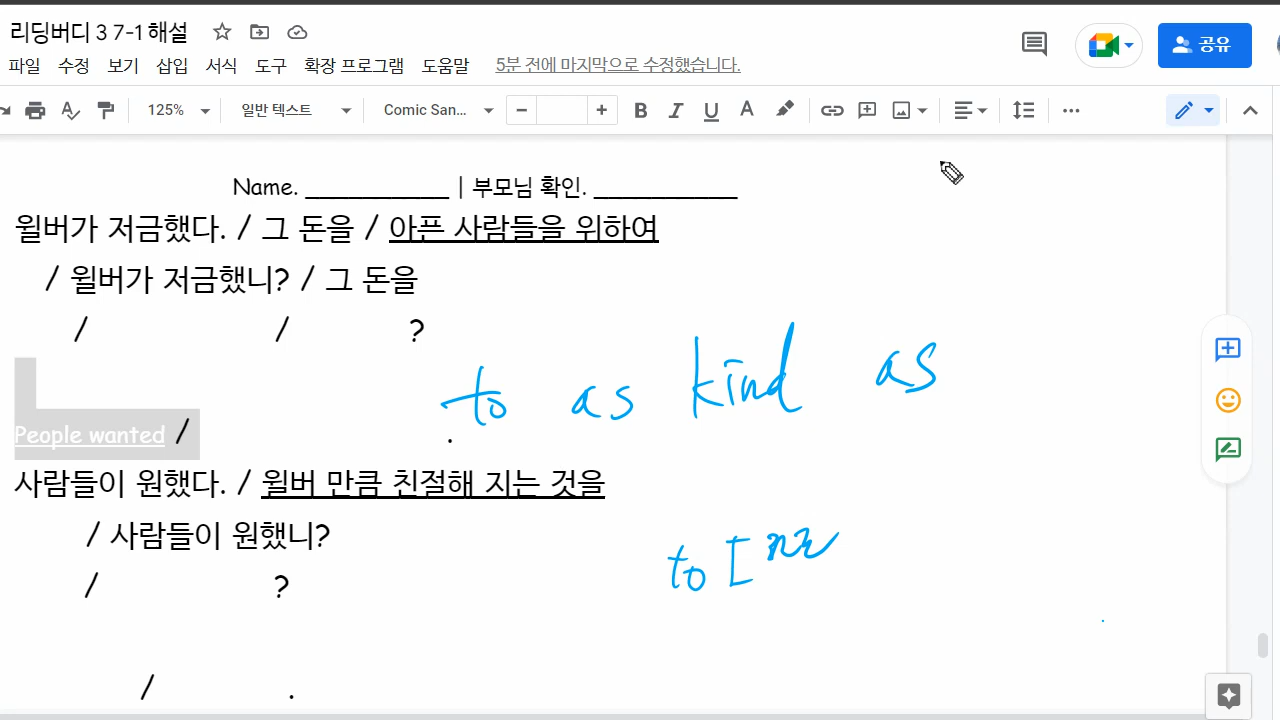 리딩버디 3 7-1 해설
파일 수정 보기 삽입 서식 도구 확장 프로그램 도움말 5분 전에 마지막으로 수정했습니다.
공유
125% 일반 텍스트 Comic San... − + B I U A
Name. ___________ | 부모님 확인. ___________
윌버가 저금했다. / 그 돈을 / 아픈 사람들을 위하여
/ 윌버가 저금했니? / 그 돈을
/ / ?
to as kind as
People wanted / .
사람들이 원했다. / 윌버 만큼 친절해 지는 것을
/ 사람들이 원했니?
to [
/ ?
/ .